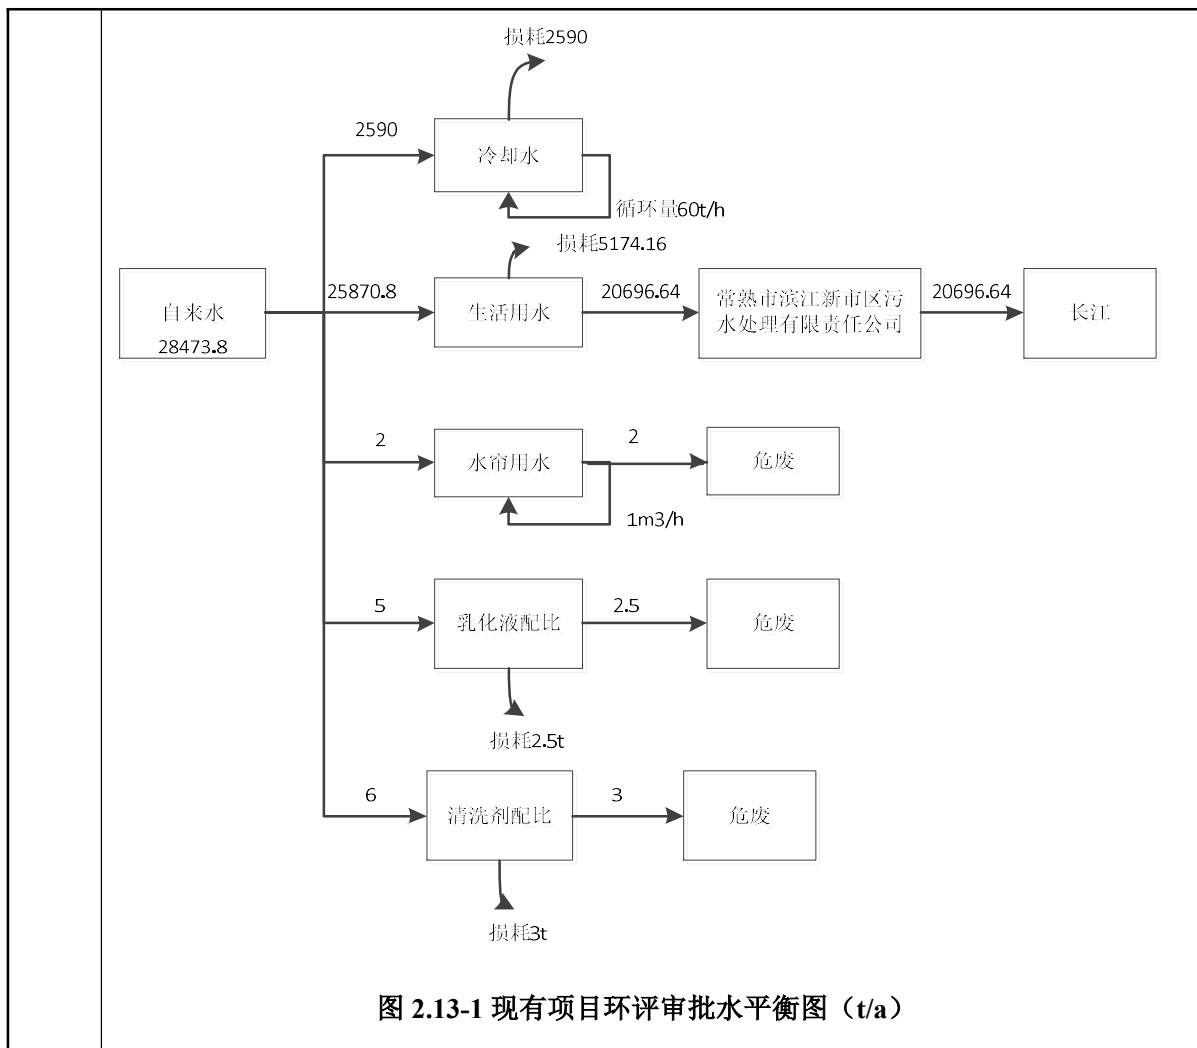 损耗2590
2590
冷却水
循环量60t/h
损耗5174.16
自来水
28473.8
25870.8
生活用水
20696.64
常熟市滨江新市区污
水处理有限责任公司
20696.64
长江
2
水帘用水
2
危废
1m3/h
5
乳化液配比
2.5
危废
损耗2.5t
6
清洗剂配比
3
危废
损耗3t
图 2.13-1 现有项目环评审批水平衡图（t/a）